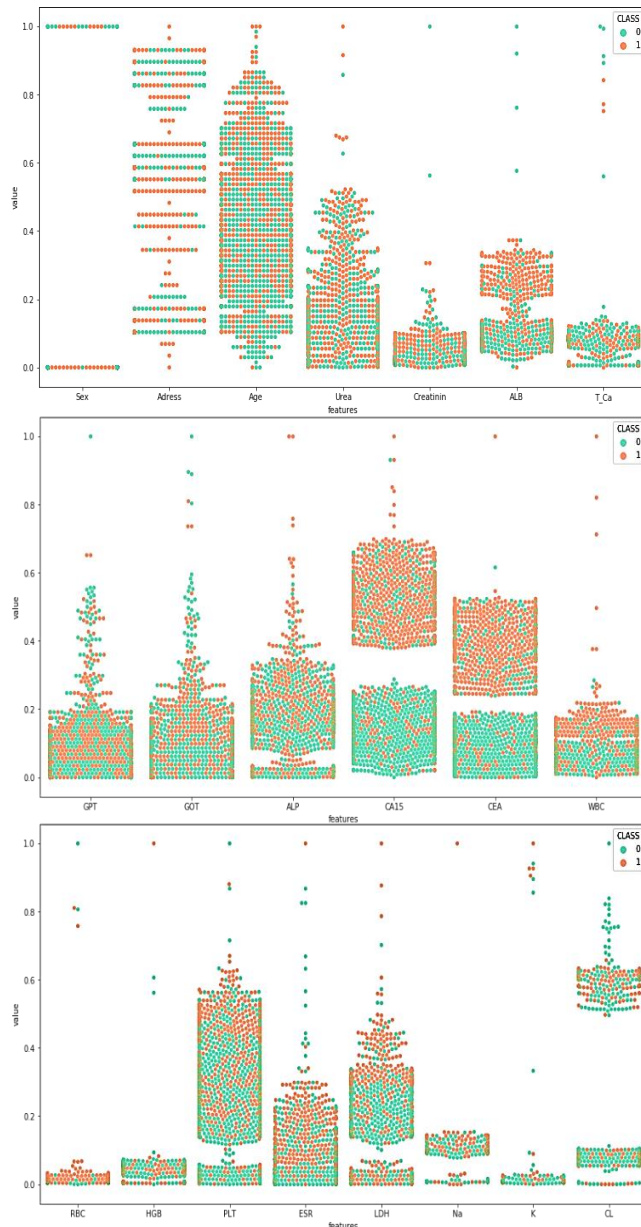 CLASS
0
1
1.0
0.8
0.6
0.4
0.2
0.0
value
Sex Adress Age Urea Creatinin ALB T_Ca
features
CLASS
0
1
1.0
0.8
0.6
0.4
0.2
0.0
value
GPT GOT ALP CA15 CEA WBC
features
CLASS
0
1
1.0
0.8
0.6
0.4
0.2
0.0
value
RBC HGB PLT ESR LDH Na K CL
features